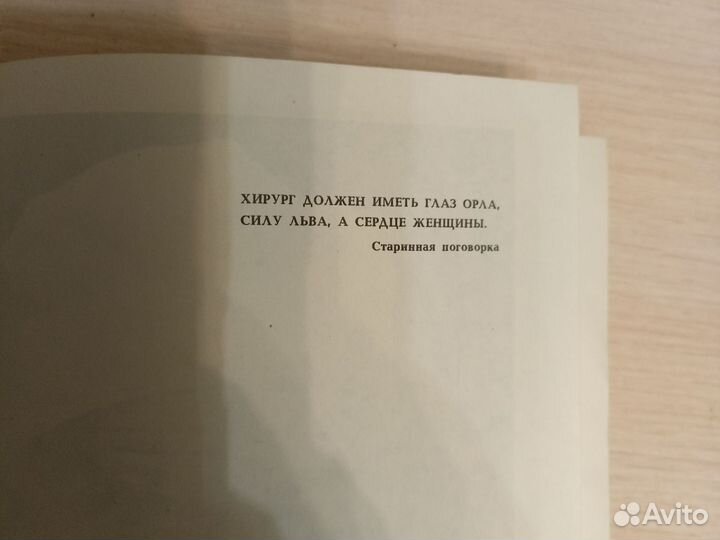 ХИРУРГ ДОЛЖЕН ИМЕТЬ ГЛАЗ ОРЛА,
СИЛУ ЛЬВА, А СЕРДЦЕ ЖЕНЩИНЫ.
Старинная поговорка
Avito